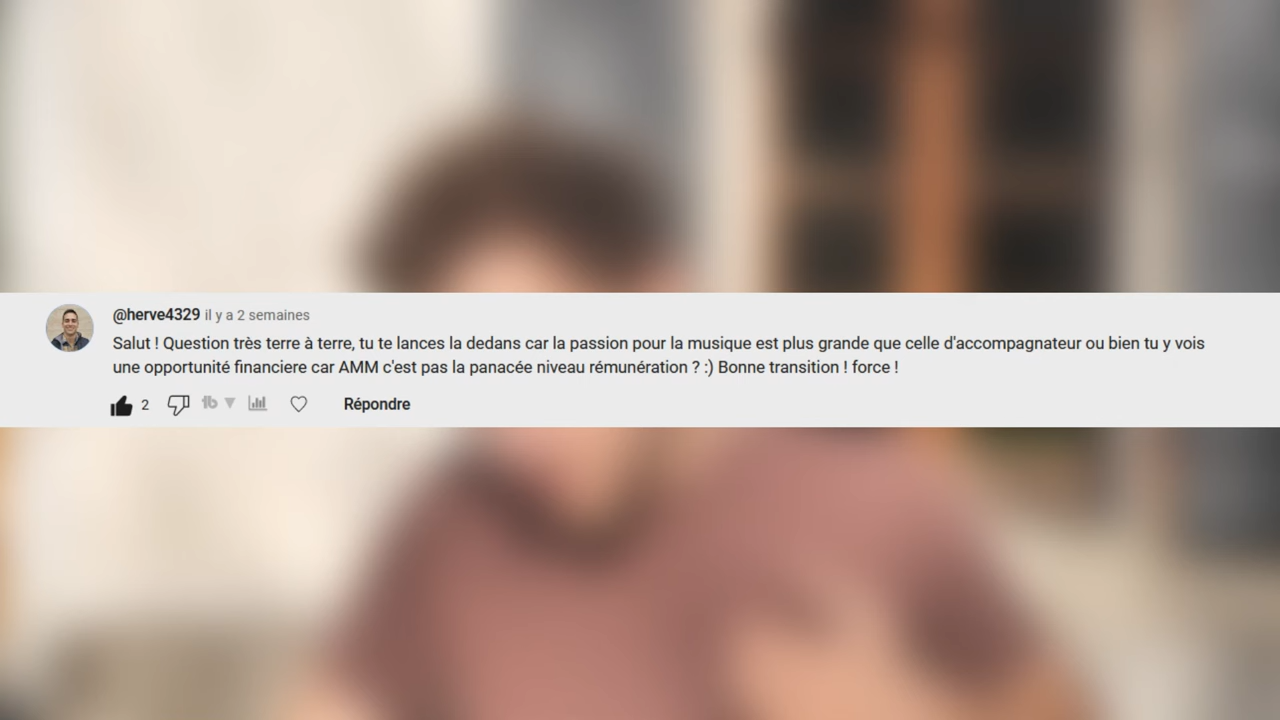 @herve4329 il y a 2 semaines
Salut ! Question très terre à terre, tu te lances la dedans car la passion pour la musique est plus grande que celle d'accompagnateur ou bien tu y vois
une opportunité financiere car AMM c'est pas la panacée niveau rémunération ? :) Bonne transition ! force !
2
Répondre